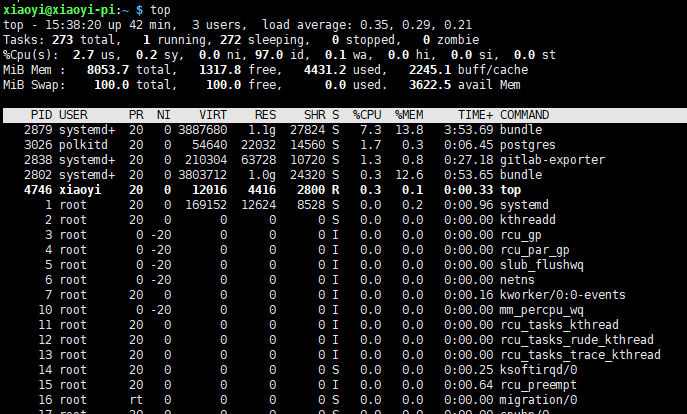 xiaoyi@xiaoyi-pi:~ $ top
top - 15:38:20 up 42 min,  3 users,  load average: 0.35, 0.29, 0.21
Tasks: 273 total,   1 running, 272 sleeping,   0 stopped,   0 zombie
%Cpu(s):  2.7 us,  0.2 sy,  0.0 ni, 97.0 id,  0.1 wa,  0.0 hi,  0.0 si,  0.0 st
MiB Mem :   8053.7 total,   1317.8 free,   4431.2 used,   2245.1 buff/cache
MiB Swap:    100.0 total,    100.0 free,      0.0 used.   3622.5 avail Mem
PID USER      PR  NI    VIRT    RES    SHR S  %CPU  %MEM     TIME+ COMMAND
2879 systemd+  20   0 3887680   1.1g  27824 S   7.3  13.8   3:53.69 bundle
3026 polkitd   20   0   54640  22032  14560 S   1.7   0.3   0:06.45 postgres
2838 systemd+  20   0  210304  63728  10720 S   1.3   0.8   0:27.18 gitlab-exporter
2802 systemd+  20   0 3803712   1.0g  24320 S   0.3  12.6   0:53.65 bundle
4746 xiaoyi    20   0   12016   4416   2800 R   0.3   0.1   0:00.33 top
1 root      20   0  169152  12624   8528 S   0.0   0.2   0:00.96 systemd
2 root      20   0       0      0      0 S   0.0   0.0   0:00.00 kthreadd
3 root       0 -20       0      0      0 I   0.0   0.0   0:00.00 rcu_gp
4 root       0 -20       0      0      0 I   0.0   0.0   0:00.00 rcu_par_gp
5 root       0 -20       0      0      0 I   0.0   0.0   0:00.00 slub_flushwq
6 root       0 -20       0      0      0 I   0.0   0.0   0:00.00 netns
7 root      20   0       0      0      0 I   0.0   0.0   0:00.16 kworker/0:0-events
10 root       0 -20       0      0      0 I   0.0   0.0   0:00.00 mm_percpu_wq
11 root      20   0       0      0      0 I   0.0   0.0   0:00.00 rcu_tasks_kthread
12 root      20   0       0      0      0 I   0.0   0.0   0:00.00 rcu_tasks_rude_kthread
13 root      20   0       0      0      0 I   0.0   0.0   0:00.00 rcu_tasks_trace_kthread
14 root      20   0       0      0      0 S   0.0   0.0   0:00.25 ksoftirqd/0
15 root      20   0       0      0      0 I   0.0   0.0   0:00.64 rcu_preempt
16 root      rt   0       0      0      0 S   0.0   0.0   0:00.00 migration/0